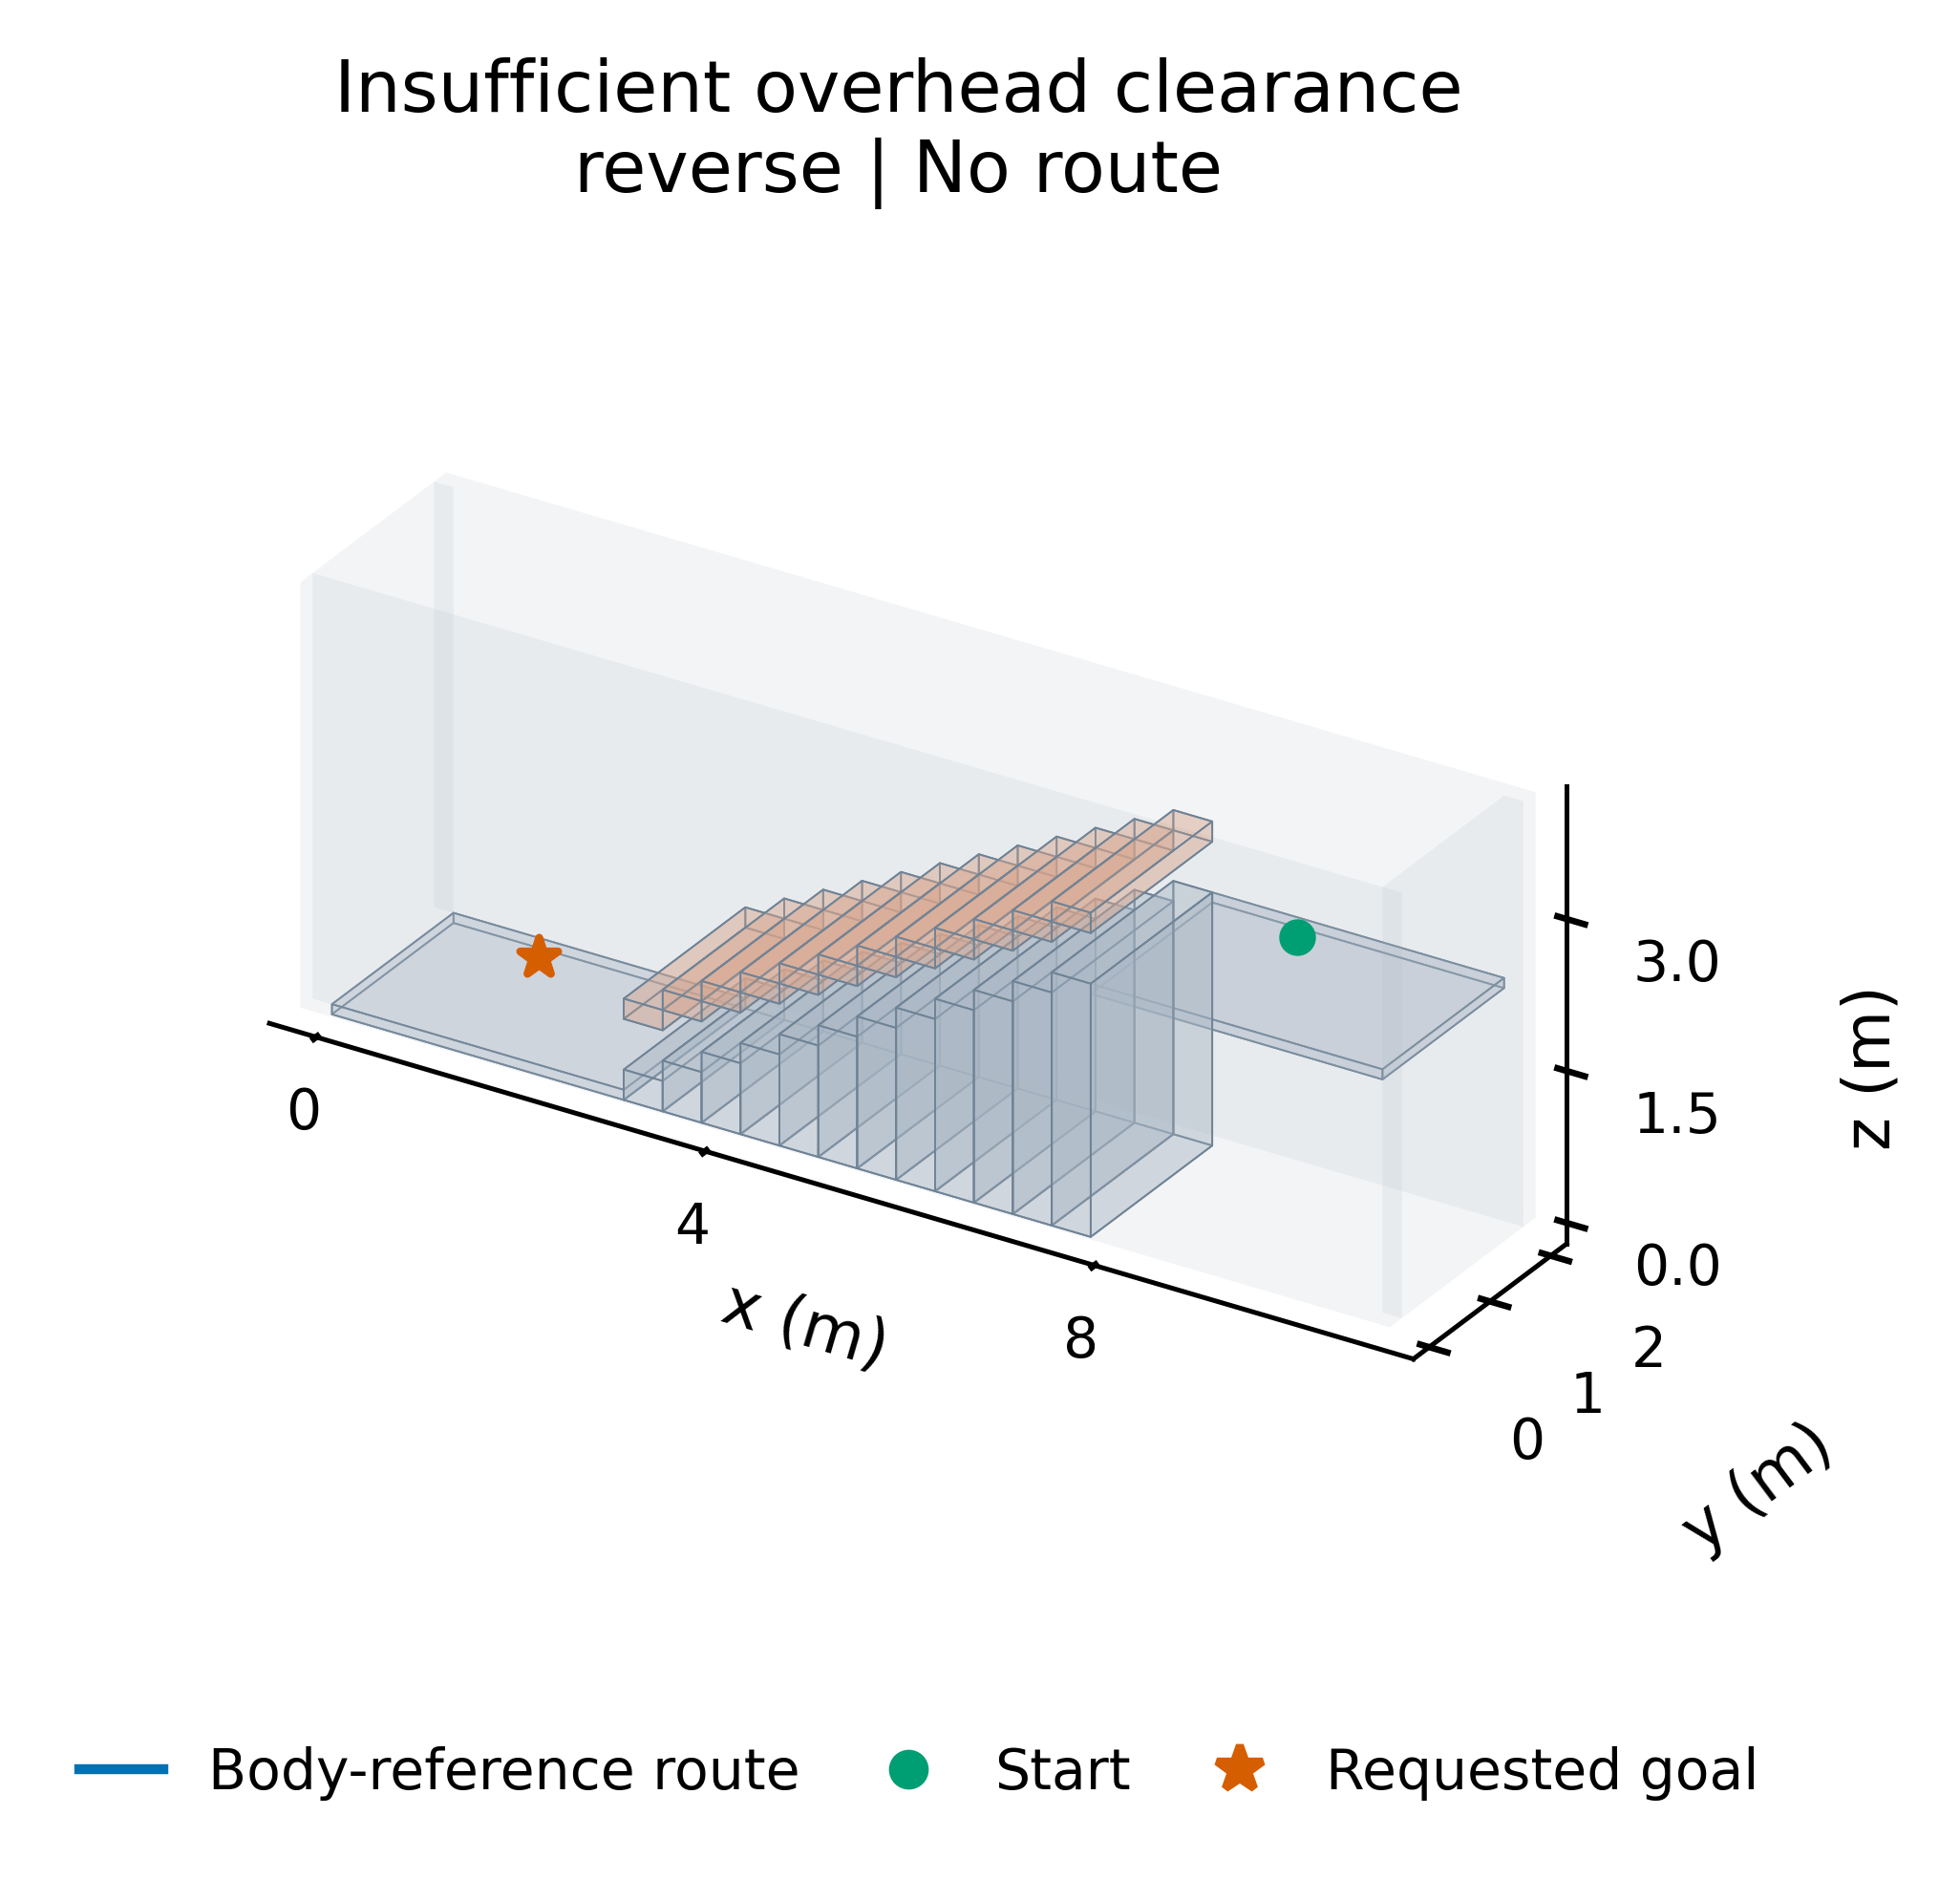 Insufficient overhead clearance
reverse | No route
3.0
1.5
0.0
z (m)
0
4
8
x (m)
0
1
2
y (m)
Body-reference route
Start
Requested goal